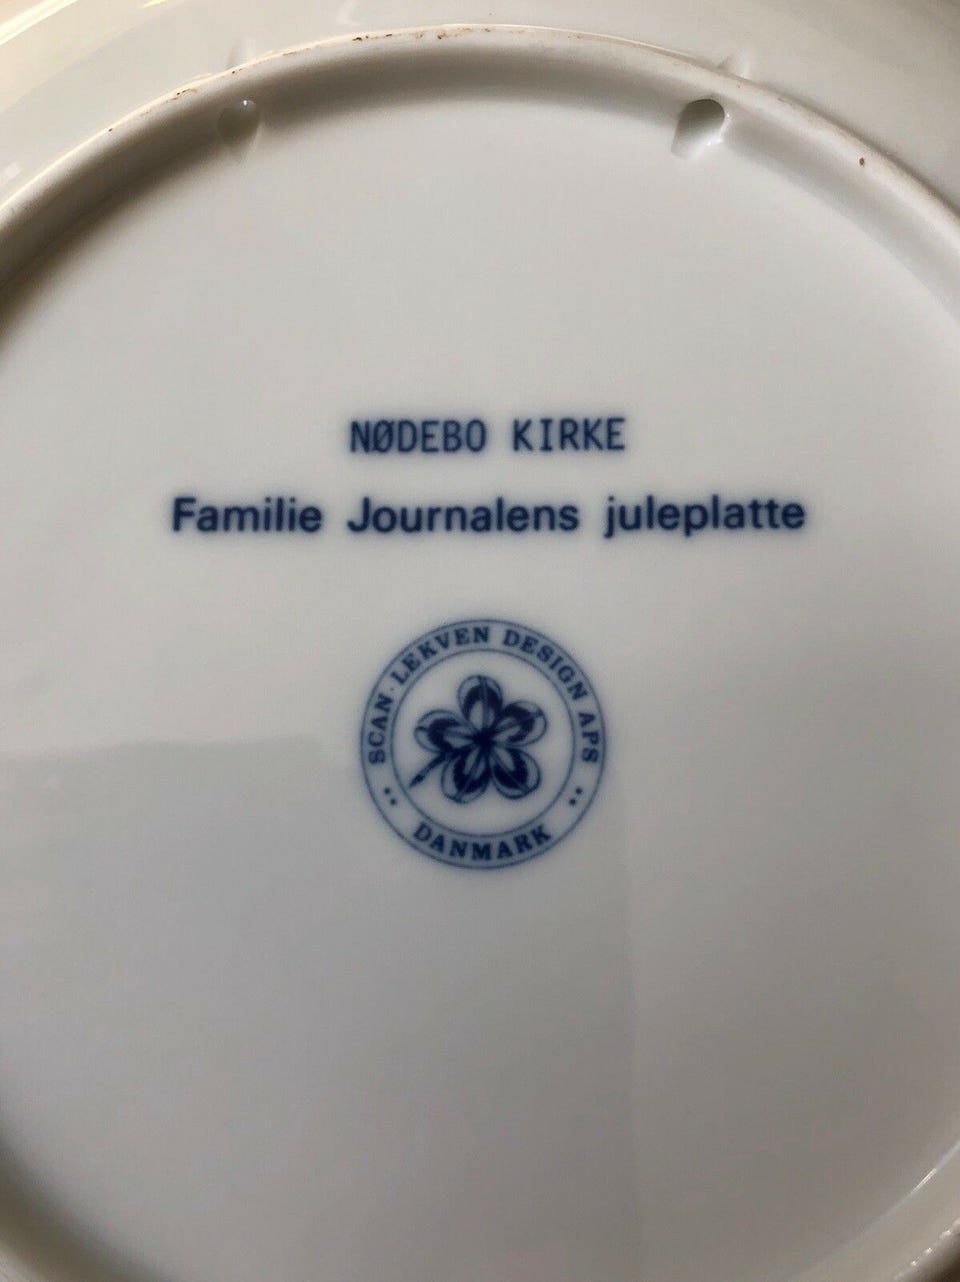 NØDEBO KIRKE
Familie Journalens juleplatte
SCAN·LEKVEN DESIGN APS
DANMARK